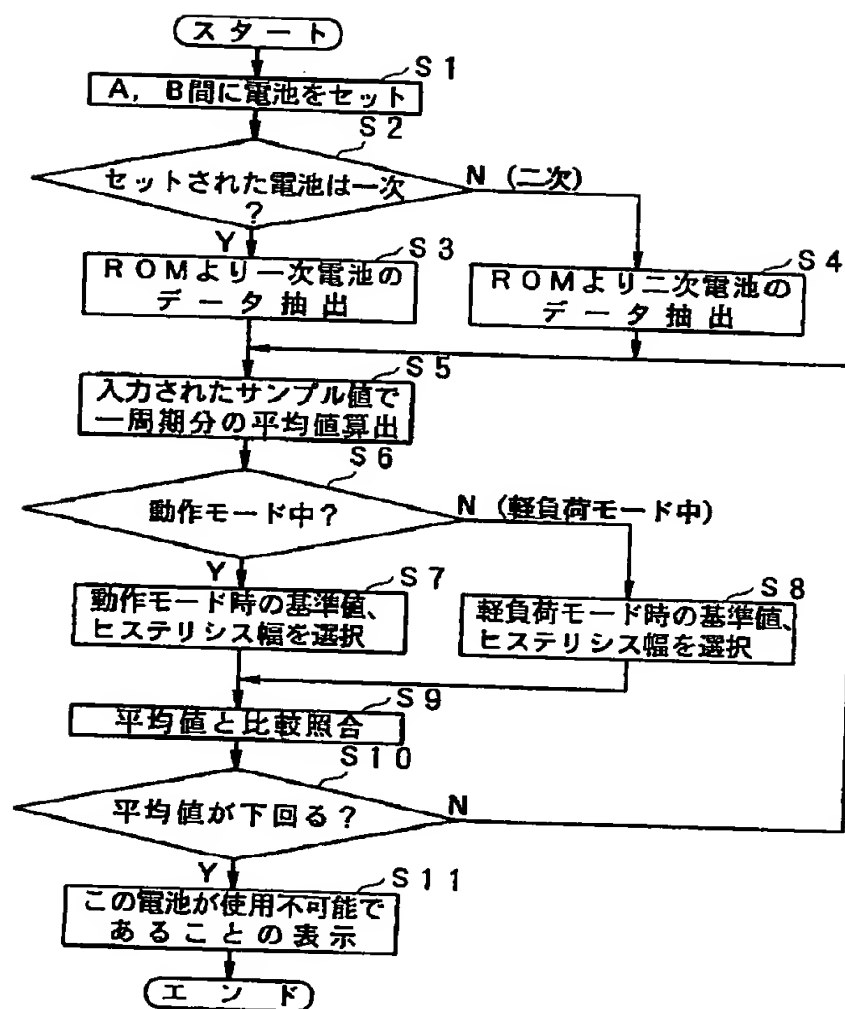 スタート
S1
A，B間に電池をセット
S2
セットされた電池は一次
?
N (二次)
Y
S3
ROMより一次電池の
データ抽出
S4
ROMより二次電池の
データ抽出
S5
入力されたサンプル値で
一周期分の平均値算出
S6
動作モード中?
N (軽負荷モード中)
Y
S7
動作モード時の基準値、
ヒステリシス幅を選択
S8
軽負荷モード時の基準値、
ヒステリシス幅を選択
S9
平均値と比較照合
S10
平均値が下回る?
N
Y
S11
この電池が使用不可能で
あることの表示
エンド